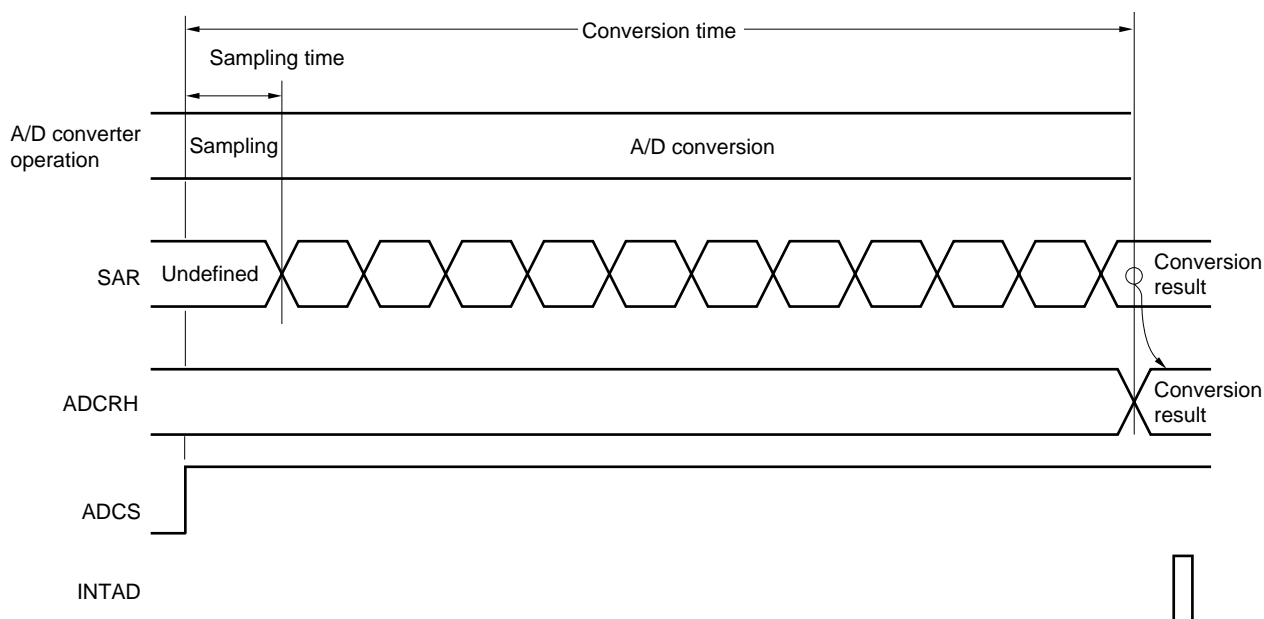 Conversion time
Sampling time
A/D converter
operation
Sampling
A/D conversion
SAR
Undefined
Conversion
result
ADCRH
Conversion
result
ADCS
INTAD